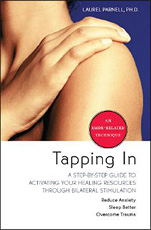 LAUREL PARNELL, PH.D.
AN
EMDR-RELATED
TECHNIQUE
Tapping In
A STEP-BY-STEP GUIDE TO
ACTIVATING YOUR HEALING RESOURCES
THROUGH BILATERAL STIMULATION
Reduce Anxiety
Sleep Better
Overcome Trauma